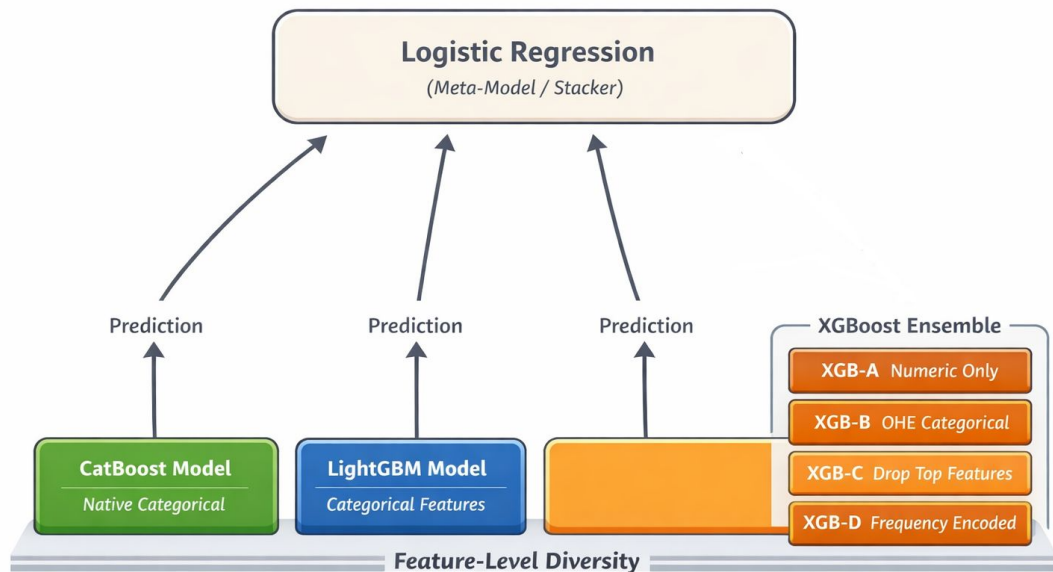 Logistic Regression
(Meta-Model / Stacker)
Prediction
Prediction
Prediction
XGBoost Ensemble
XGB-A Numeric Only
XGB-B OHE Categorical
XGB-C Drop Top Features
XGB-D Frequency Encoded
CatBoost Model
Native Categorical
LightGBM Model
Categorical Features
Feature-Level Diversity